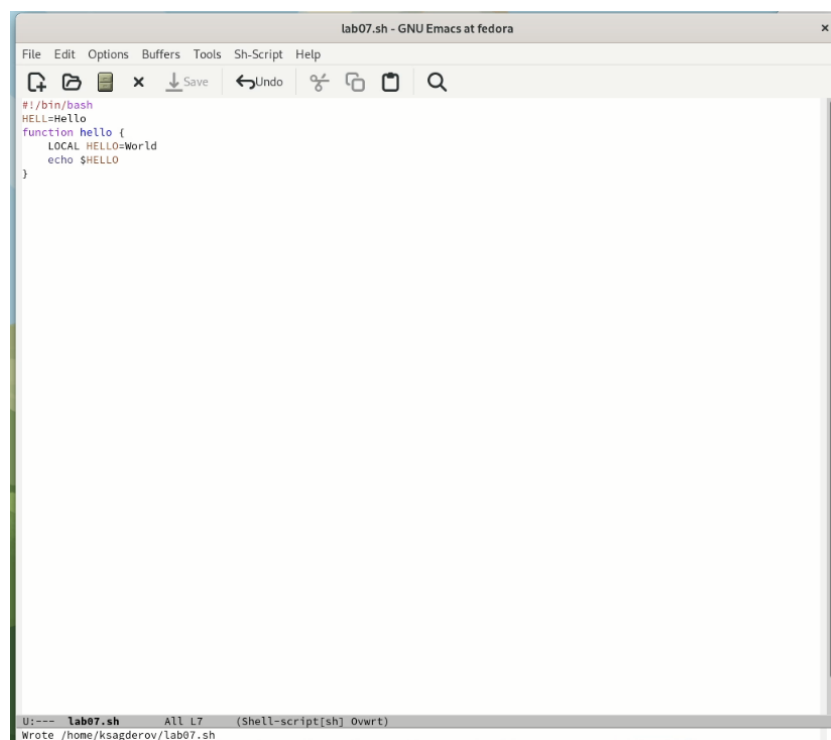 lab07.sh - GNU Emacs at fedora
×
File Edit Options Buffers Tools Sh-Script Help
Save Undo
#!/bin/bash
HELL=Hello
function hello {
    LOCAL HELLO=World
    echo $HELLO
}
U:--- lab07.sh All L7 (Shell-script[sh] Ovwrt)
Wrote /home/ksagderov/lab07.sh